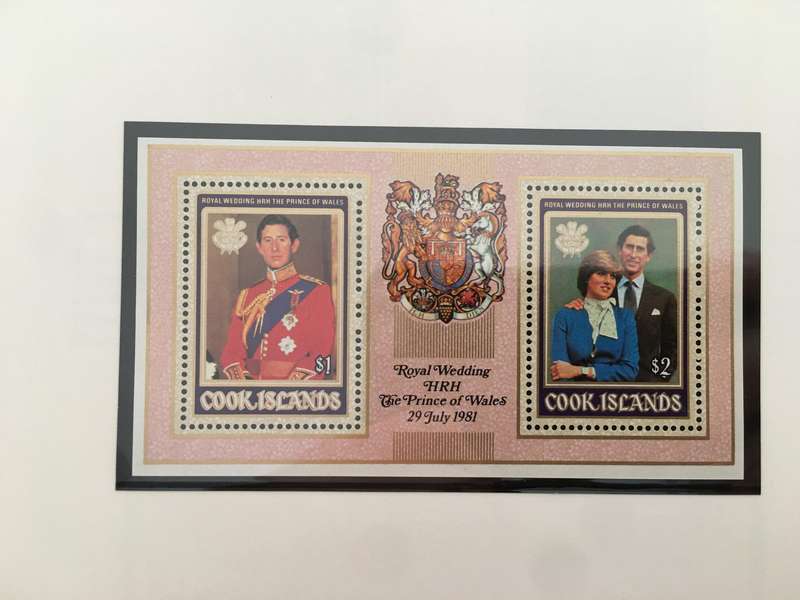 ROYAL WEDDING HRH THE PRINCE OF WALES
$1
COOK ISLANDS
Royal Wedding
HRH
The Prince of Wales
29 July 1981
ROYAL WEDDING HRH THE PRINCE OF WALES
$2
COOK ISLANDS